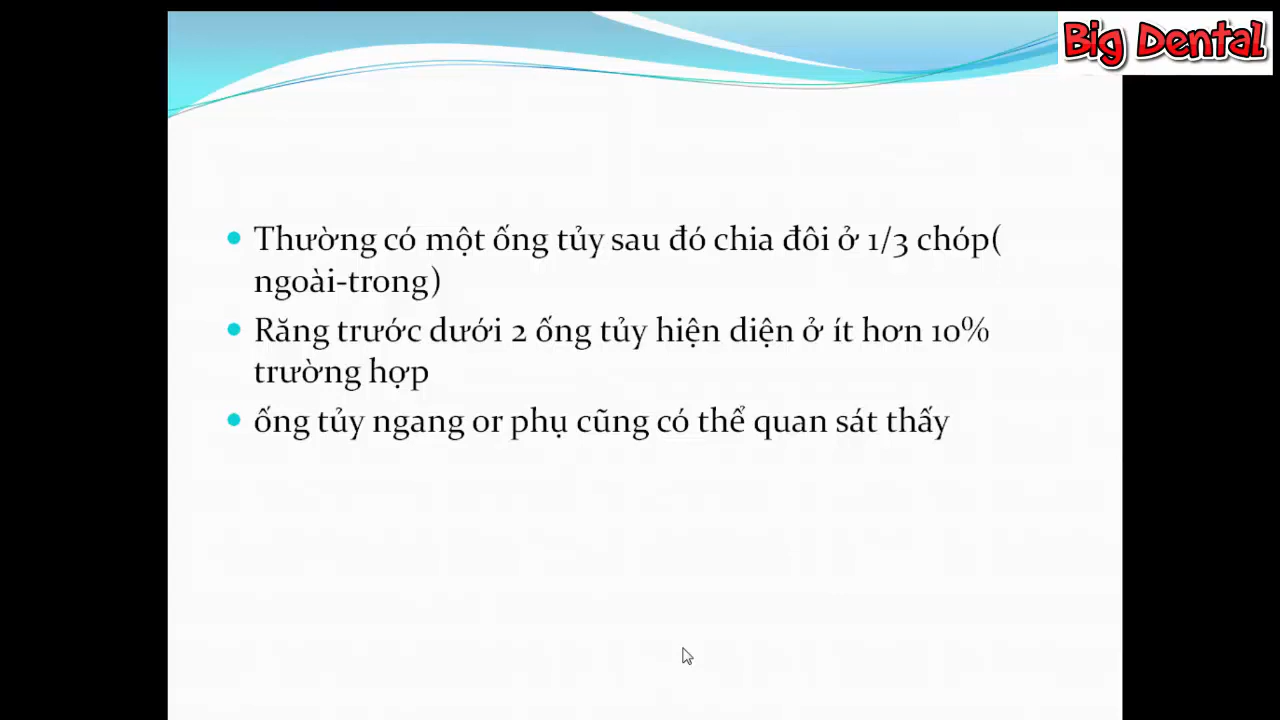 Big Dental
Thường có một ống tủy sau đó chia đôi ở 1/3 chóp(
ngoài-trong)
Răng trước dưới 2 ống tủy hiện diện ở ít hơn 10%
trường hợp
ống tủy ngang or phụ cũng có thể quan sát thấy